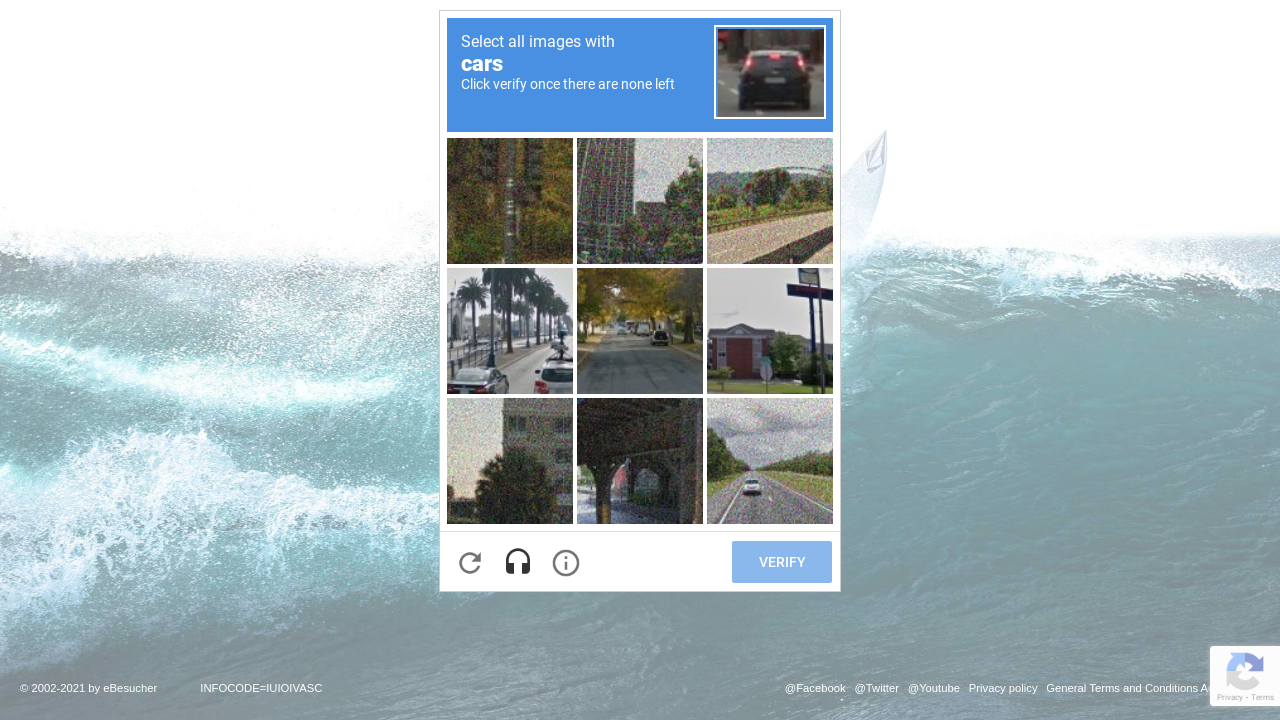 Select all images with
cars
Click verify once there are none left
VERIFY
© 2002-2021 by eBesucher INFOCODE=IUIOIVASC @Facebook @Twitter @Youtube Privacy policy General Terms and Conditions
Privacy - Terms